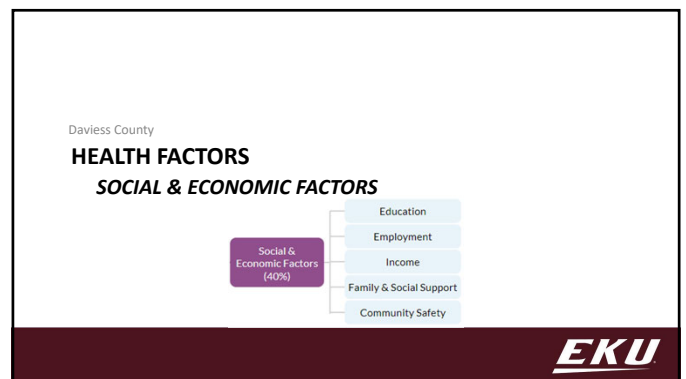 Daviess County
HEALTH FACTORS
SOCIAL & ECONOMIC FACTORS
Social &
Economic Factors
(40%)
Education
Employment
Income
Family & Social Support
Community Safety
EKU